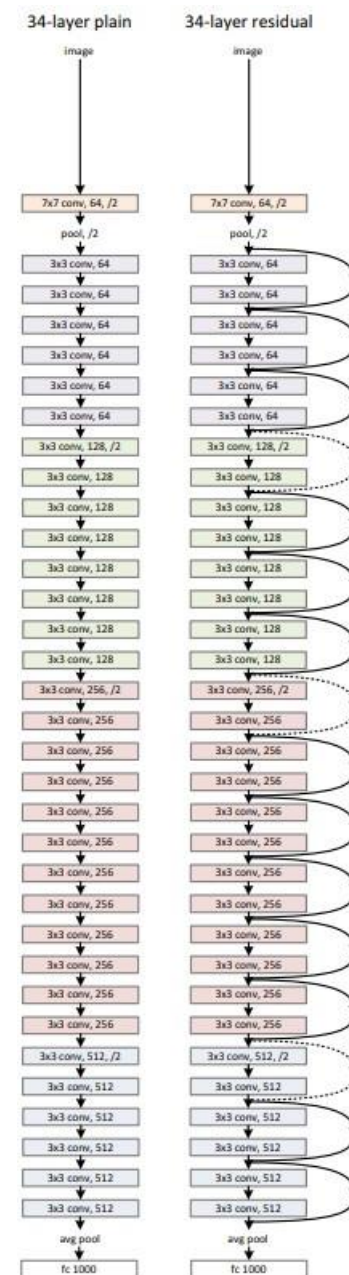 34-layer plain
image
7x7 conv, 64, /2
pool, /2
3x3 conv, 64
3x3 conv, 64
3x3 conv, 64
3x3 conv, 64
3x3 conv, 64
3x3 conv, 64
3x3 conv, 128, /2
3x3 conv, 128
3x3 conv, 128
3x3 conv, 128
3x3 conv, 128
3x3 conv, 128
3x3 conv, 128
3x3 conv, 128
3x3 conv, 256, /2
3x3 conv, 256
3x3 conv, 256
3x3 conv, 256
3x3 conv, 256
3x3 conv, 256
3x3 conv, 256
3x3 conv, 256
3x3 conv, 256
3x3 conv, 256
3x3 conv, 256
3x3 conv, 256
3x3 conv, 512, /2
3x3 conv, 512
3x3 conv, 512
3x3 conv, 512
3x3 conv, 512
3x3 conv, 512
avg pool
fc 1000
34-layer residual
image
7x7 conv, 64, /2
pool, /2
3x3 conv, 64
3x3 conv, 64
3x3 conv, 64
3x3 conv, 64
3x3 conv, 64
3x3 conv, 64
3x3 conv, 128, /2
3x3 conv, 128
3x3 conv, 128
3x3 conv, 128
3x3 conv, 128
3x3 conv, 128
3x3 conv, 128
3x3 conv, 128
3x3 conv, 256, /2
3x3 conv, 256
3x3 conv, 256
3x3 conv, 256
3x3 conv, 256
3x3 conv, 256
3x3 conv, 256
3x3 conv, 256
3x3 conv, 256
3x3 conv, 256
3x3 conv, 256
3x3 conv, 256
3x3 conv, 512, /2
3x3 conv, 512
3x3 conv, 512
3x3 conv, 512
3x3 conv, 512
3x3 conv, 512
avg pool
fc 1000